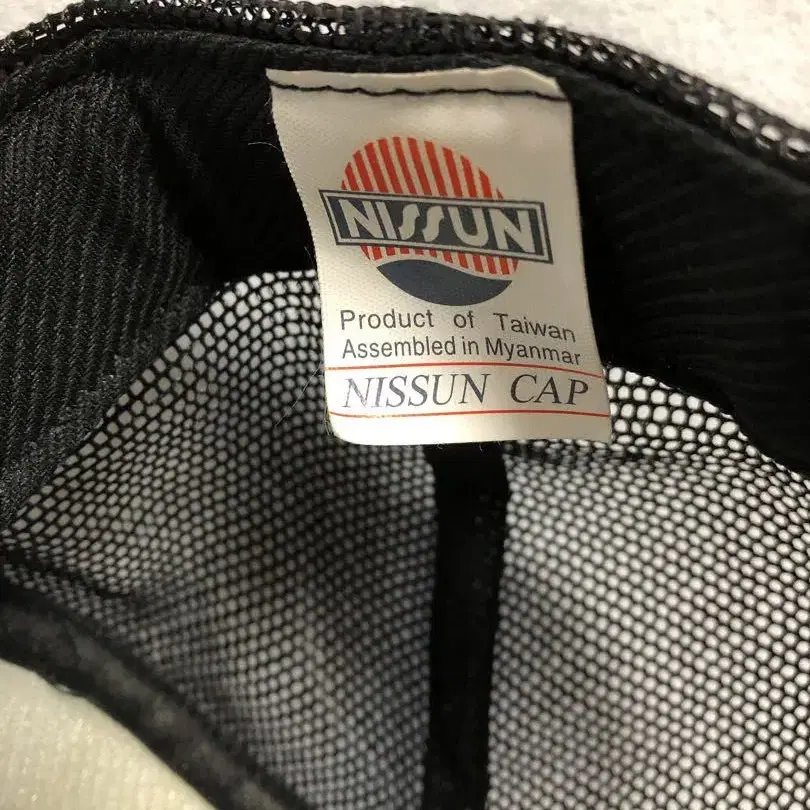 NISSUN
Product of Taiwan
Assembled in Myanmar
NISSUN CAP